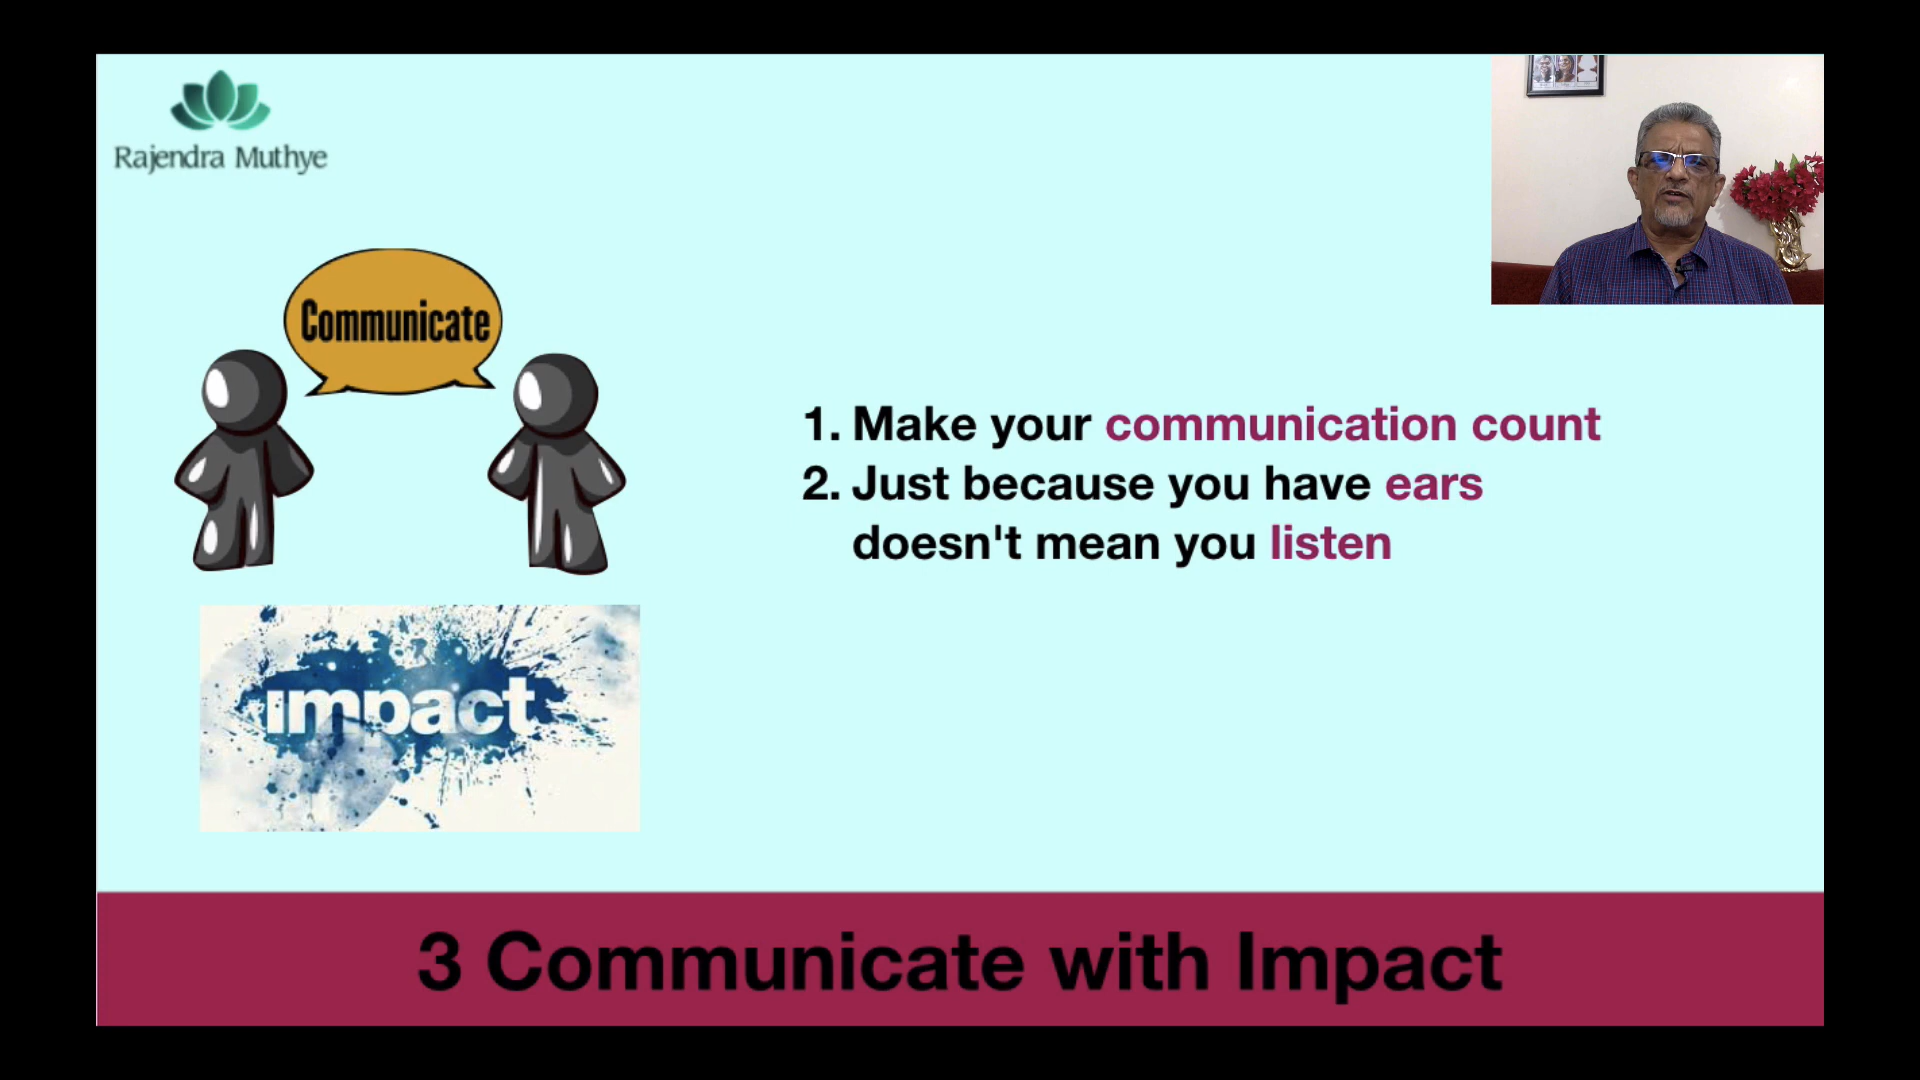 Rajendra Muthye
Communicate
1. Make your communication count
2. Just because you have ears
doesn't mean you listen
impact
3 Communicate with Impact